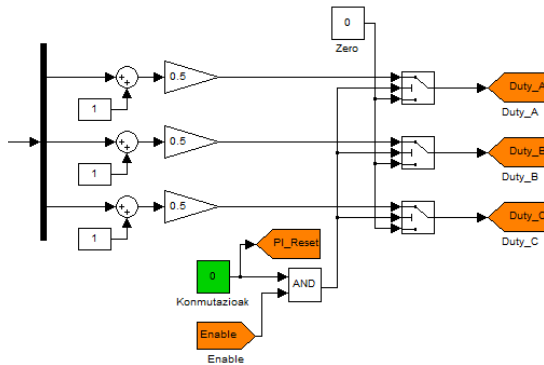 0
Zero
1
0.5
Duty_A
Duty_A
1
0.5
Duty_B
Duty_B
1
0.5
Duty_C
Duty_C
PI_Reset
0
AND
Konmutazioak
Enable
Enable